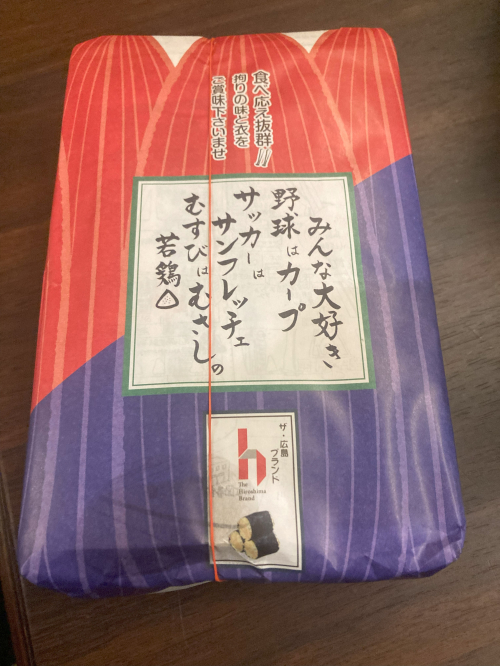 食べ応え抜群!!
拘りの味と衣を
ご賞味下さいませ
みんな大好き
野球はカープ
サッカーは
サンフレッチェ
むすびはむさしの
若鶏
ザ・広島
ブランド
h
The
Hiroshima
Brand